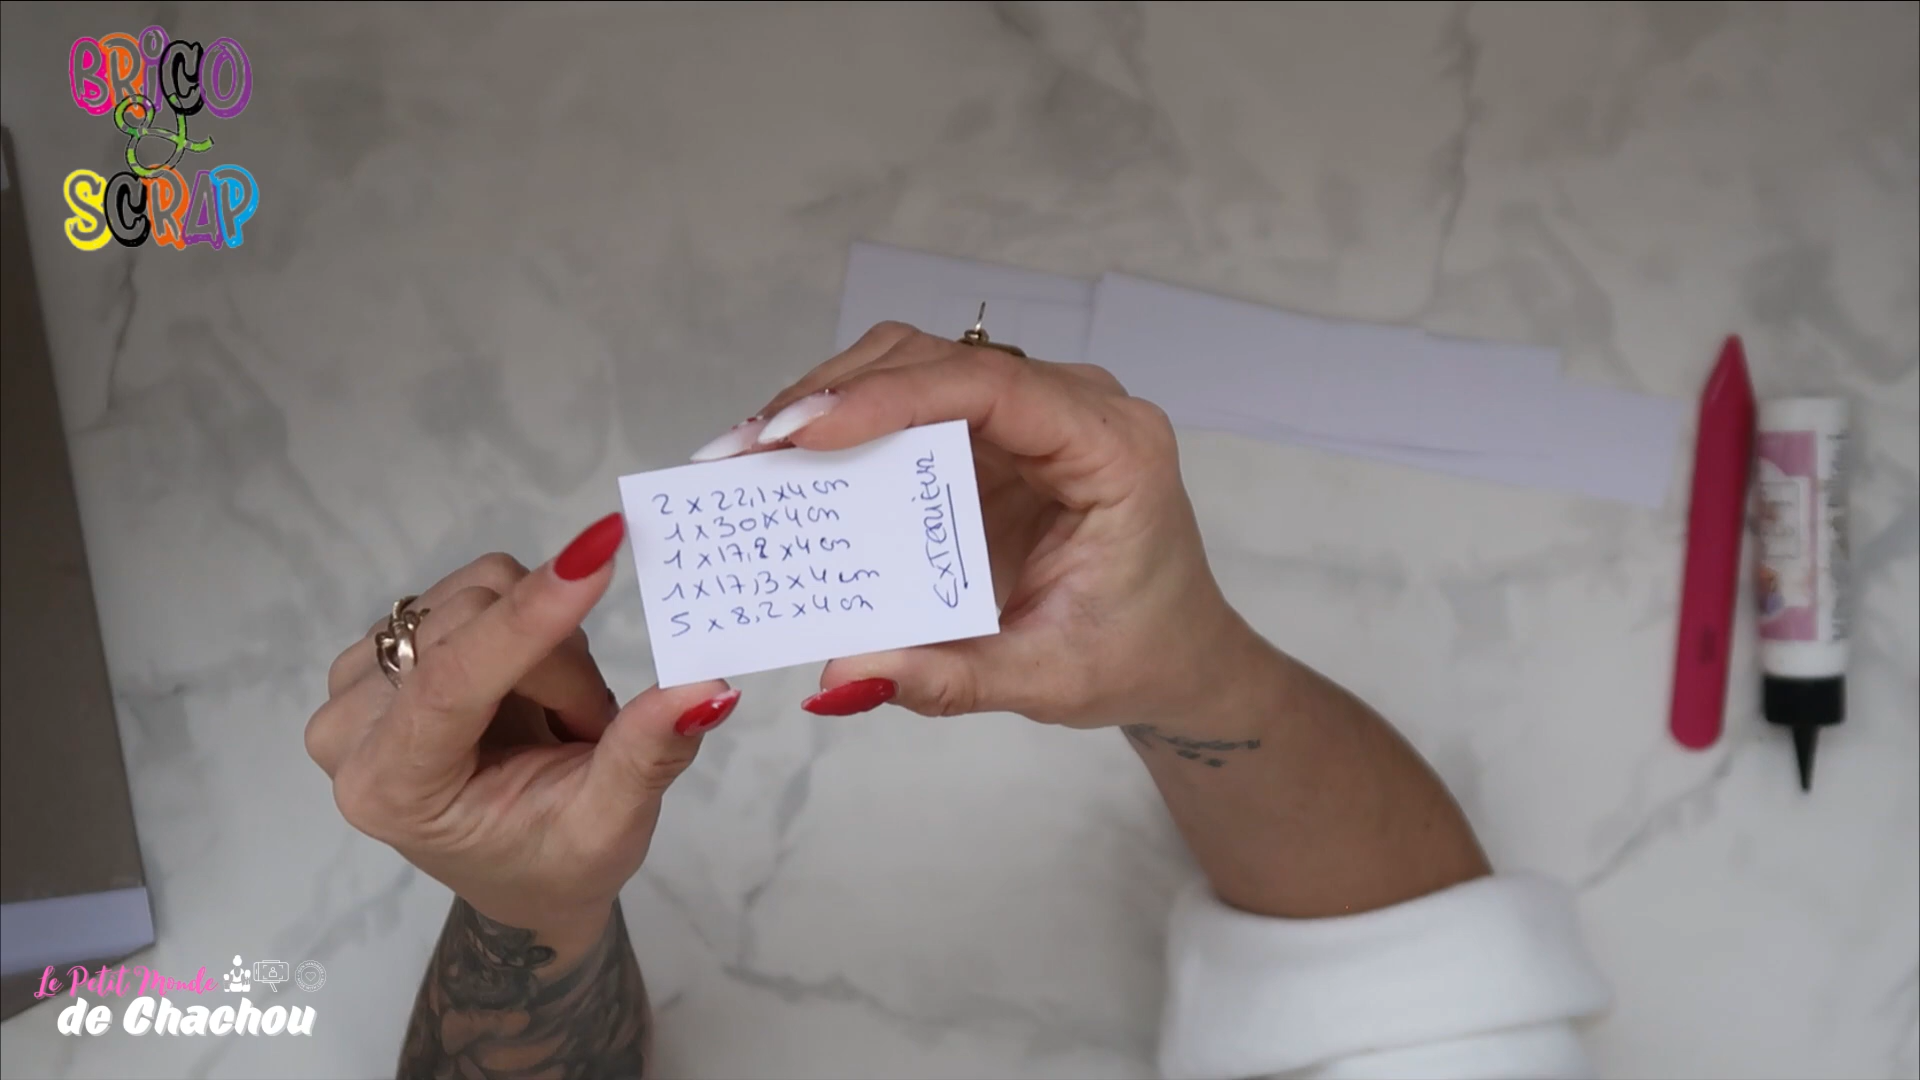 BRiCO
&
SCRAP
2 x 22,1 x 4 cm
1 x 30 x 4 cm
1 x 17,8 x 4 cm
1 x 17,3 x 4 cm
5 x 8,2 x 4 cm
EXTERIEUR
Le Petit Monde
de Chachou